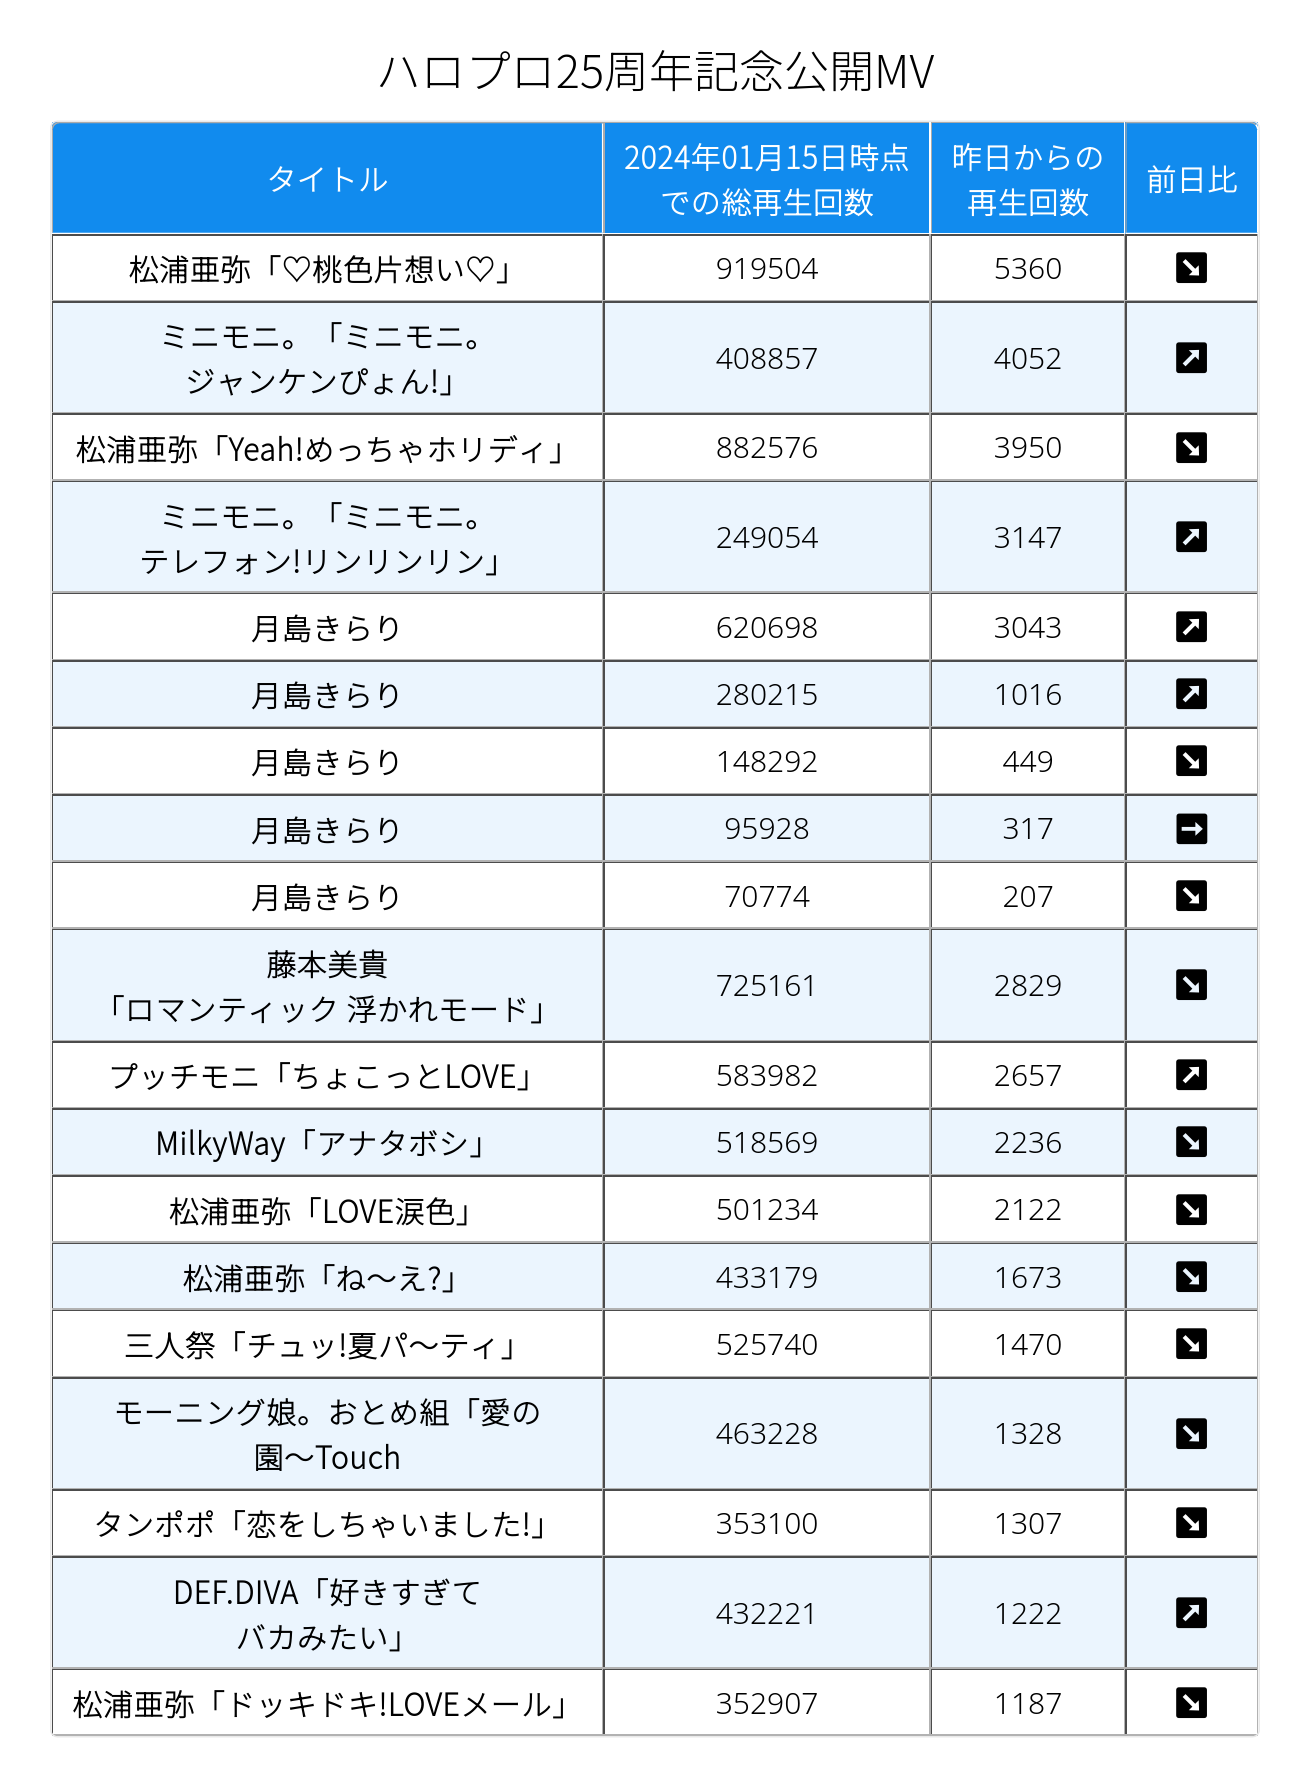 ハロプロ25周年記念公開MV
タイトル 2024年01月15日時点 昨日からの 前日比
での総再生回数 再生回数
松浦亜弥「♡桃色片想い♡」 919504 5360 ↘
ミニモニ。「ミニモニ。
ジャンケンぴょん!」 408857 4052 ↗
松浦亜弥「Yeah!めっちゃホリディ」 882576 3950 ↘
ミニモニ。「ミニモニ。
テレフォン!リンリンリン」 249054 3147 ↗
月島きらり 620698 3043 ↗
月島きらり 280215 1016 ↗
月島きらり 148292 449 ↘
月島きらり 95928 317 →
月島きらり 70774 207 ↘
藤本美貴
「ロマンティック 浮かれモード」 725161 2829 ↘
プッチモニ「ちょこっとLOVE」 583982 2657 ↗
MilkyWay「アナタボシ」 518569 2236 ↘
松浦亜弥「LOVE涙色」 501234 2122 ↘
松浦亜弥「ね〜え?」 433179 1673 ↘
三人祭「チュッ!夏パ〜ティ」 525740 1470 ↘
モーニング娘。おとめ組「愛の
園〜Touch 463228 1328 ↘
タンポポ「恋をしちゃいました!」 353100 1307 ↘
DEF.DIVA「好きすぎて
バカみたい」 432221 1222 ↗
松浦亜弥「ドッキドキ!LOVEメール」 352907 1187 ↘